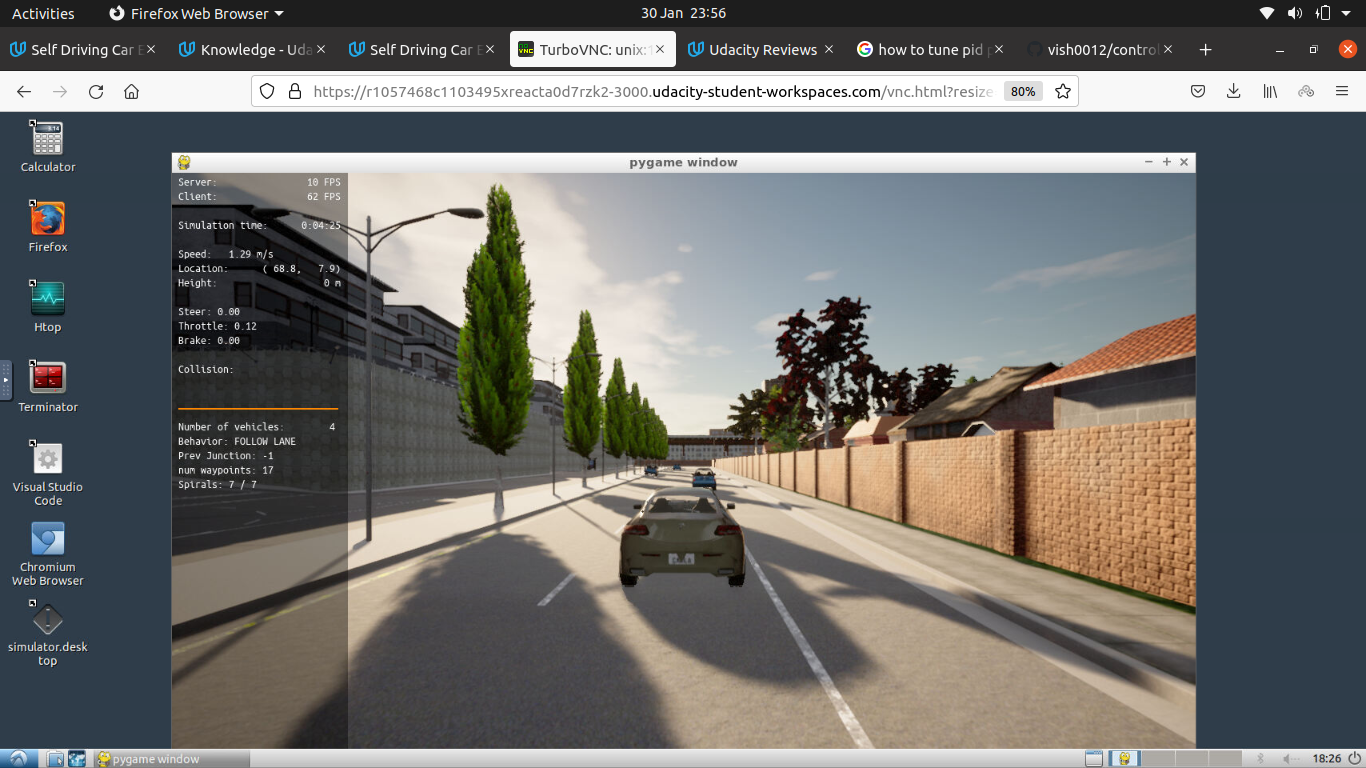 Activities
Firefox Web Browser
30 Jan 23:56
Self Driving Car E
Knowledge - Uda
Self Driving Car E
TurboVNC: unix:
Udacity Reviews
how to tune pid
vish0012/control
https://r1057468c1103495xreacta0d7rzk2-3000.udacity-student-workspaces.com/vnc.html?resize
80%
Calculator
Firefox
Htop
Terminator
Visual Studio
Code
Chromium
Web Browser
simulator.desk
top
pygame window
Server: 10 FPS
Client: 62 FPS
Simulation time: 0:04:25
Speed: 1.29 m/s
Location: ( 68.8, 7.9)
Height: 0 m
Steer: 0.00
Throttle: 0.12
Brake: 0.00
Collision:
Number of vehicles: 4
Behavior: FOLLOW LANE
Prev Junction: -1
num waypoints: 17
Spirals: 7 / 7
pygame window
18:26